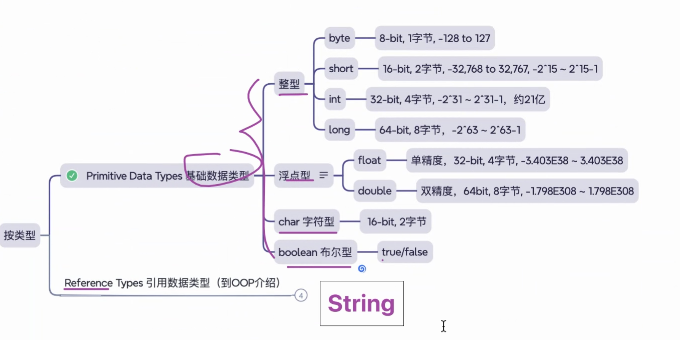 byte
8-bit, 1字节, -128 to 127
short
16-bit, 2字节, -32,768 to 32,767, -2^15 ~ 2^15-1
整型
int
32-bit, 4字节, -2^31 ~ 2^31-1，约21亿
long
64-bit, 8字节，-2^63 ~ 2^63-1
Primitive Data Types 基础数据类型
浮点型
float
单精度，32-bit, 4字节, -3.403E38 ~ 3.403E38
double
双精度，64bit, 8字节, -1.798E308 ~ 1.798E308
char 字符型
16-bit, 2字节
按类型
boolean 布尔型
true/false
Reference Types 引用数据类型（到OOP介绍）
4
String